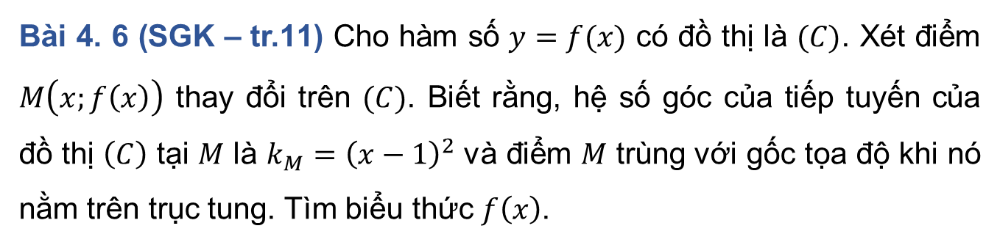 Bài 4. 6 (SGK – tr.11) Cho hàm số y = f(x) có đồ thị là (C). Xét điểm
M(x; f(x)) thay đổi trên (C). Biết rằng, hệ số góc của tiếp tuyến của
đồ thị (C) tại M là k_M = (x − 1)² và điểm M trùng với gốc tọa độ khi nó
nằm trên trục tung. Tìm biểu thức f(x).